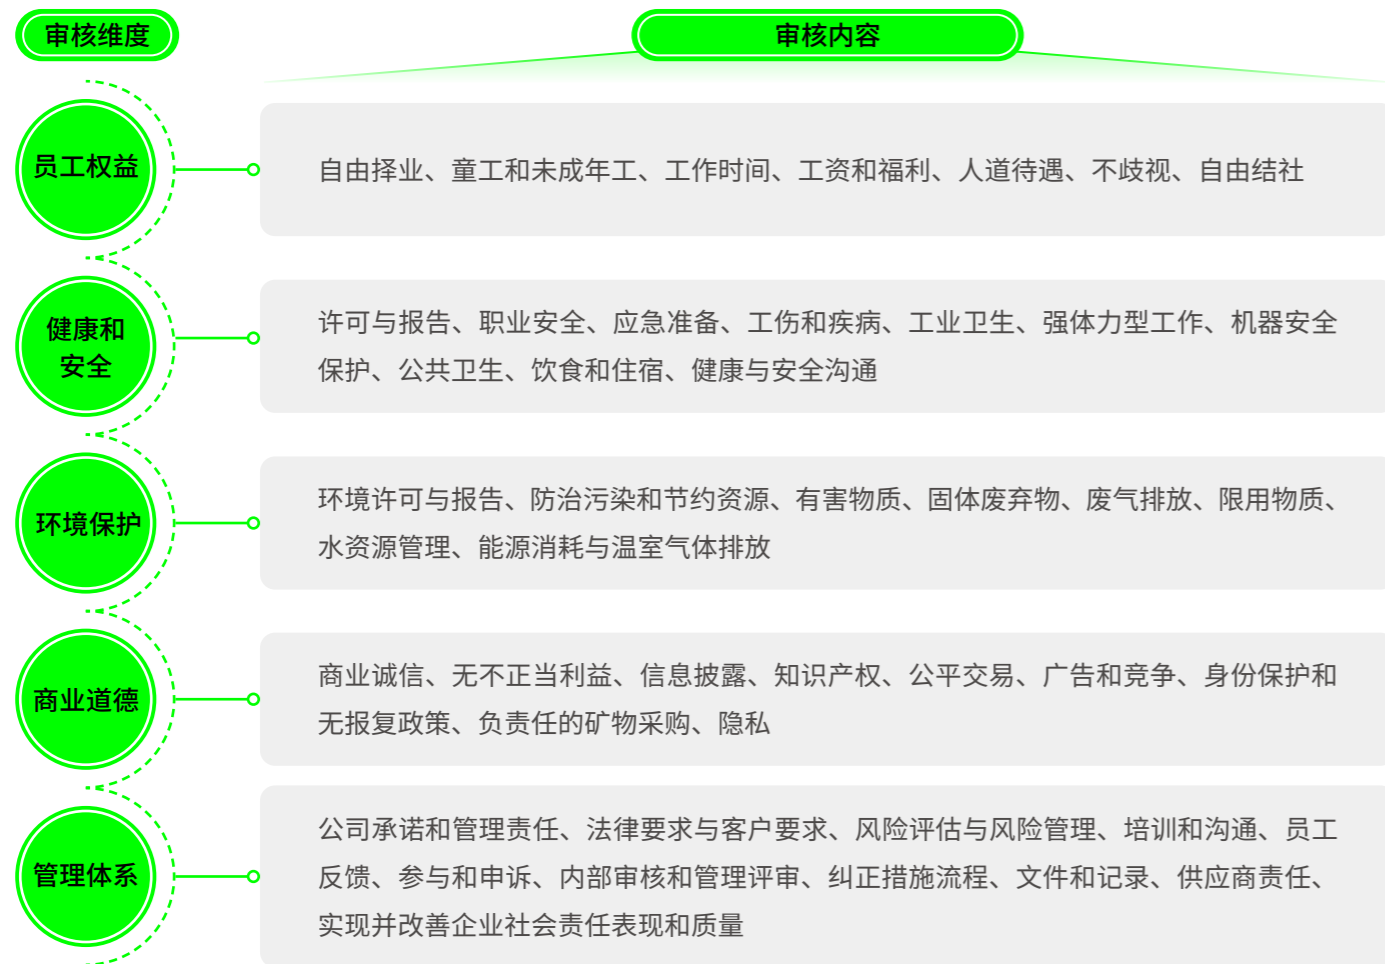 审核维度
审核内容
员工权益
自由择业、童工和未成年工、工作时间、工资和福利、人道待遇、不歧视、自由结社
健康和
安全
许可与报告、职业安全、应急准备、工伤和疾病、工业卫生、强体力型工作、机器安全
保护、公共卫生、饮食和住宿、健康与安全沟通
环境保护
环境许可与报告、防治污染和节约资源、有害物质、固体废弃物、废气排放、限用物质、
水资源管理、能源消耗与温室气体排放
商业道德
商业诚信、无不正当利益、信息披露、知识产权、公平交易、广告和竞争、身份保护和
无报复政策、负责任的矿物采购、隐私
管理体系
公司承诺和管理责任、法律要求与客户要求、风险评估与风险管理、培训和沟通、员工
反馈、参与和申诉、内部审核和管理评审、纠正措施流程、文件和记录、供应商责任、
实现并改善企业社会责任表现和质量